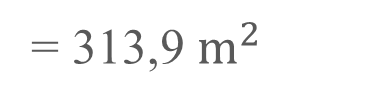 = 313,9 m²